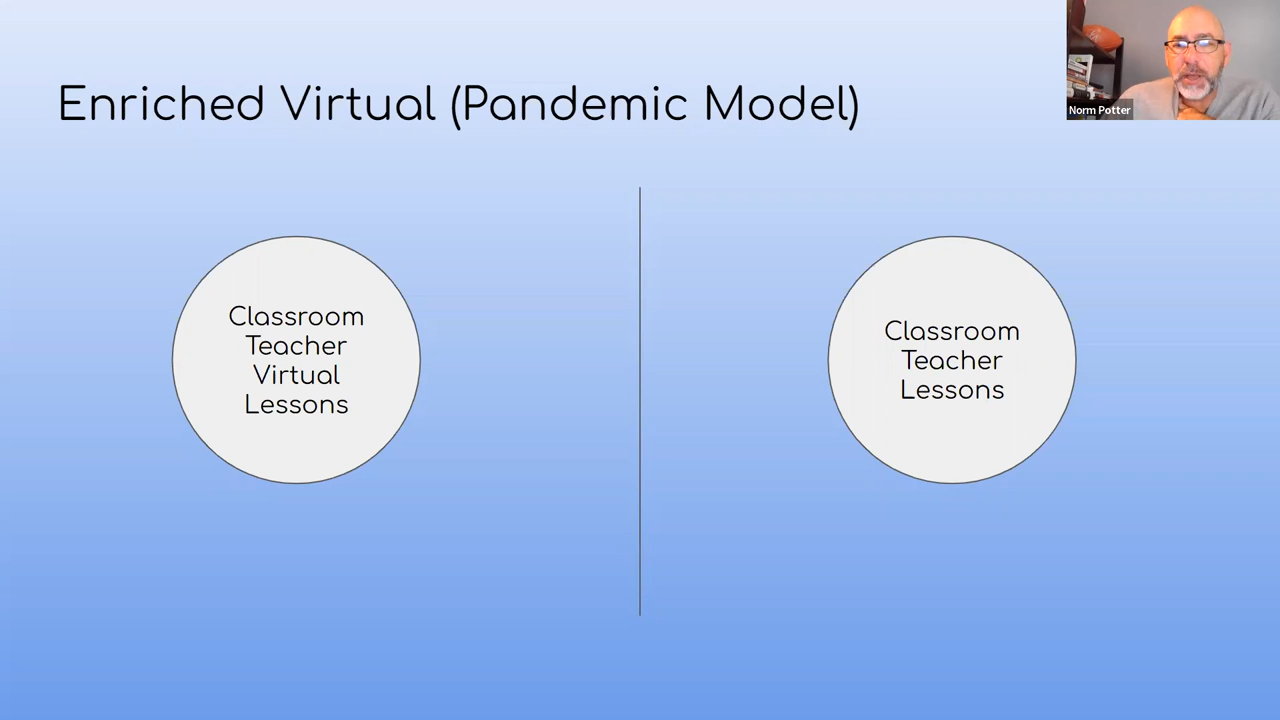 Enriched Virtual (Pandemic Model)
Norm Potter
Classroom
Teacher
Virtual
Lessons
Classroom
Teacher
Lessons